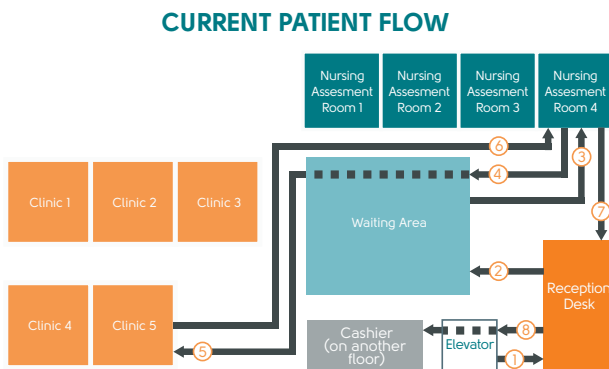 CURRENT PATIENT FLOW
Nursing
Assesment
Room 1
Nursing
Assesment
Room 2
Nursing
Assesment
Room 3
Nursing
Assesment
Room 4
6
3
4
Clinic 1
Clinic 2
Clinic 3
Waiting Area
7
2
Reception
Desk
Clinic 4
Clinic 5
5
Cashier
(on another
floor)
Elevator
8
1